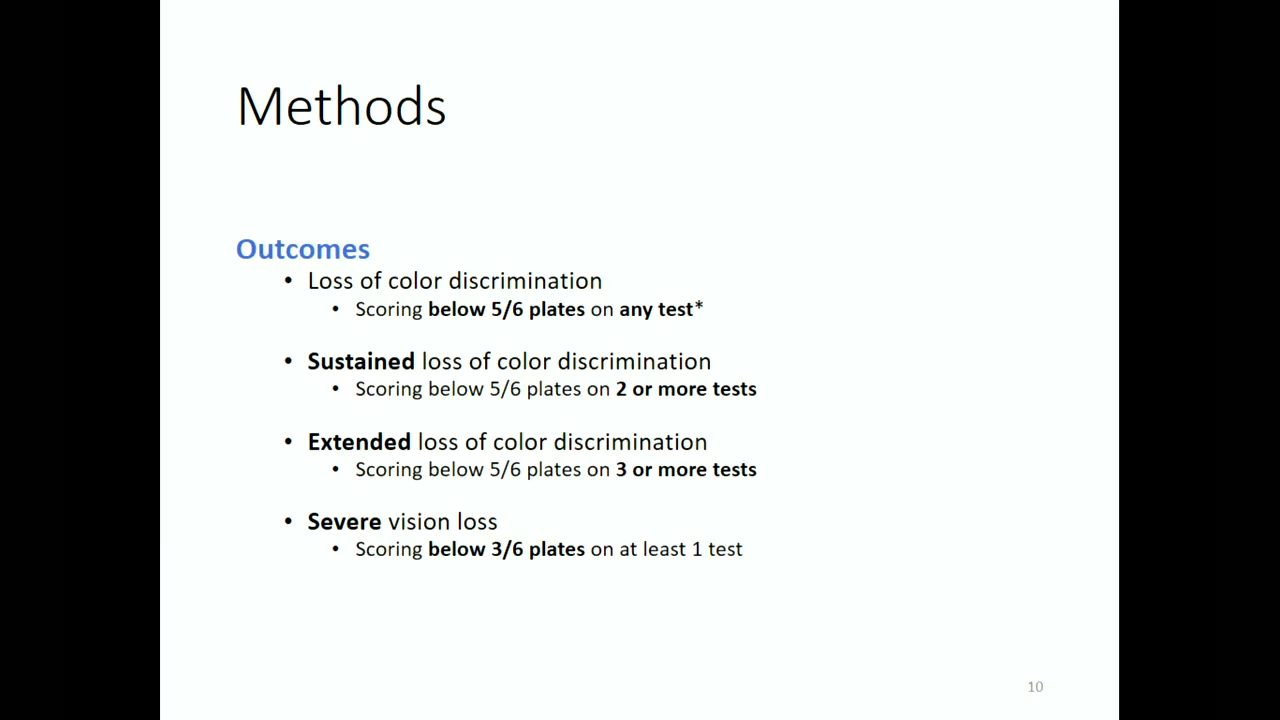 Methods
Outcomes
• Loss of color discrimination
• Scoring below 5/6 plates on any test*
• Sustained loss of color discrimination
• Scoring below 5/6 plates on 2 or more tests
• Extended loss of color discrimination
• Scoring below 5/6 plates on 3 or more tests
• Severe vision loss
• Scoring below 3/6 plates on at least 1 test
10